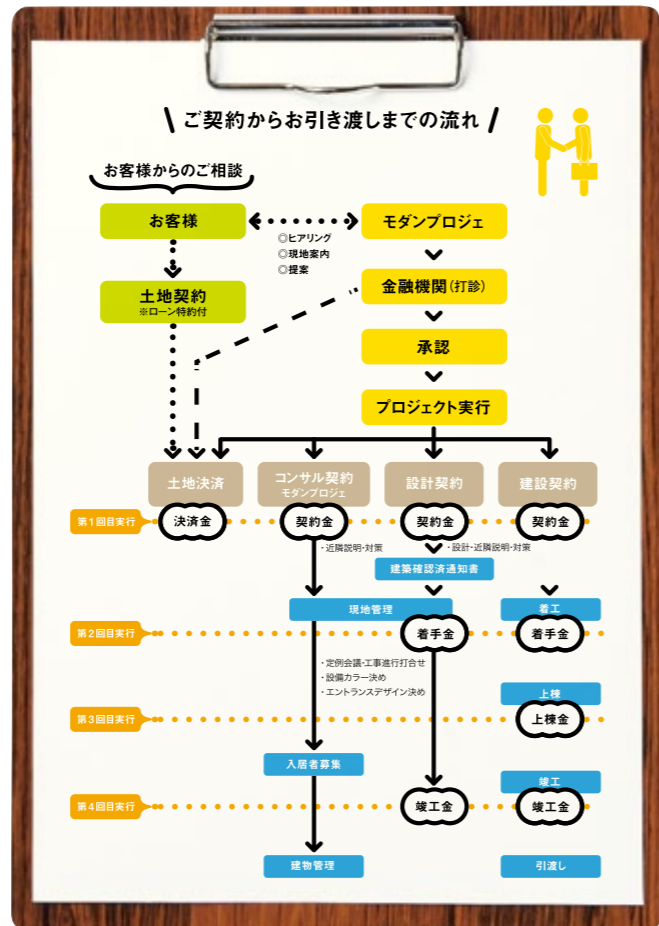 ご契約からお引き渡しまでの流れ
お客様からのご相談
お客様
モダンプロジェ
◎ヒアリング
◎現地案内
◎提案
土地契約
※ローン特約付
金融機関(打診)
承認
プロジェクト実行
土地決済
コンサル契約
モダンプロジェ
設計契約
建設契約
第1回目実行
決済金
契約金
契約金
契約金
・近隣説明・対策
・設計・近隣説明・対策
建築確認済通知書
現地管理
着工
第2回目実行
着手金
着手金
・定例会議・工事進行打合せ
・設備カラー決め
・エントランスデザイン決め
上棟
第3回目実行
上棟金
入居者募集
竣工
第4回目実行
竣工金
竣工金
建物管理
引渡し